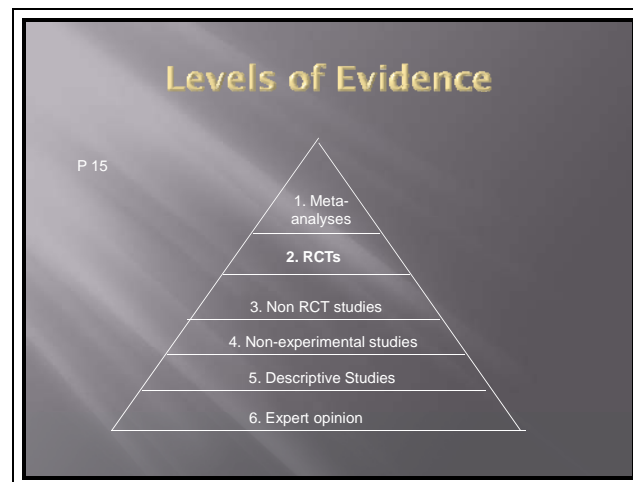 Levels of Evidence
P 15
1. Meta-
analyses
2. RCTs
3. Non RCT studies
4. Non-experimental studies
5. Descriptive Studies
6. Expert opinion